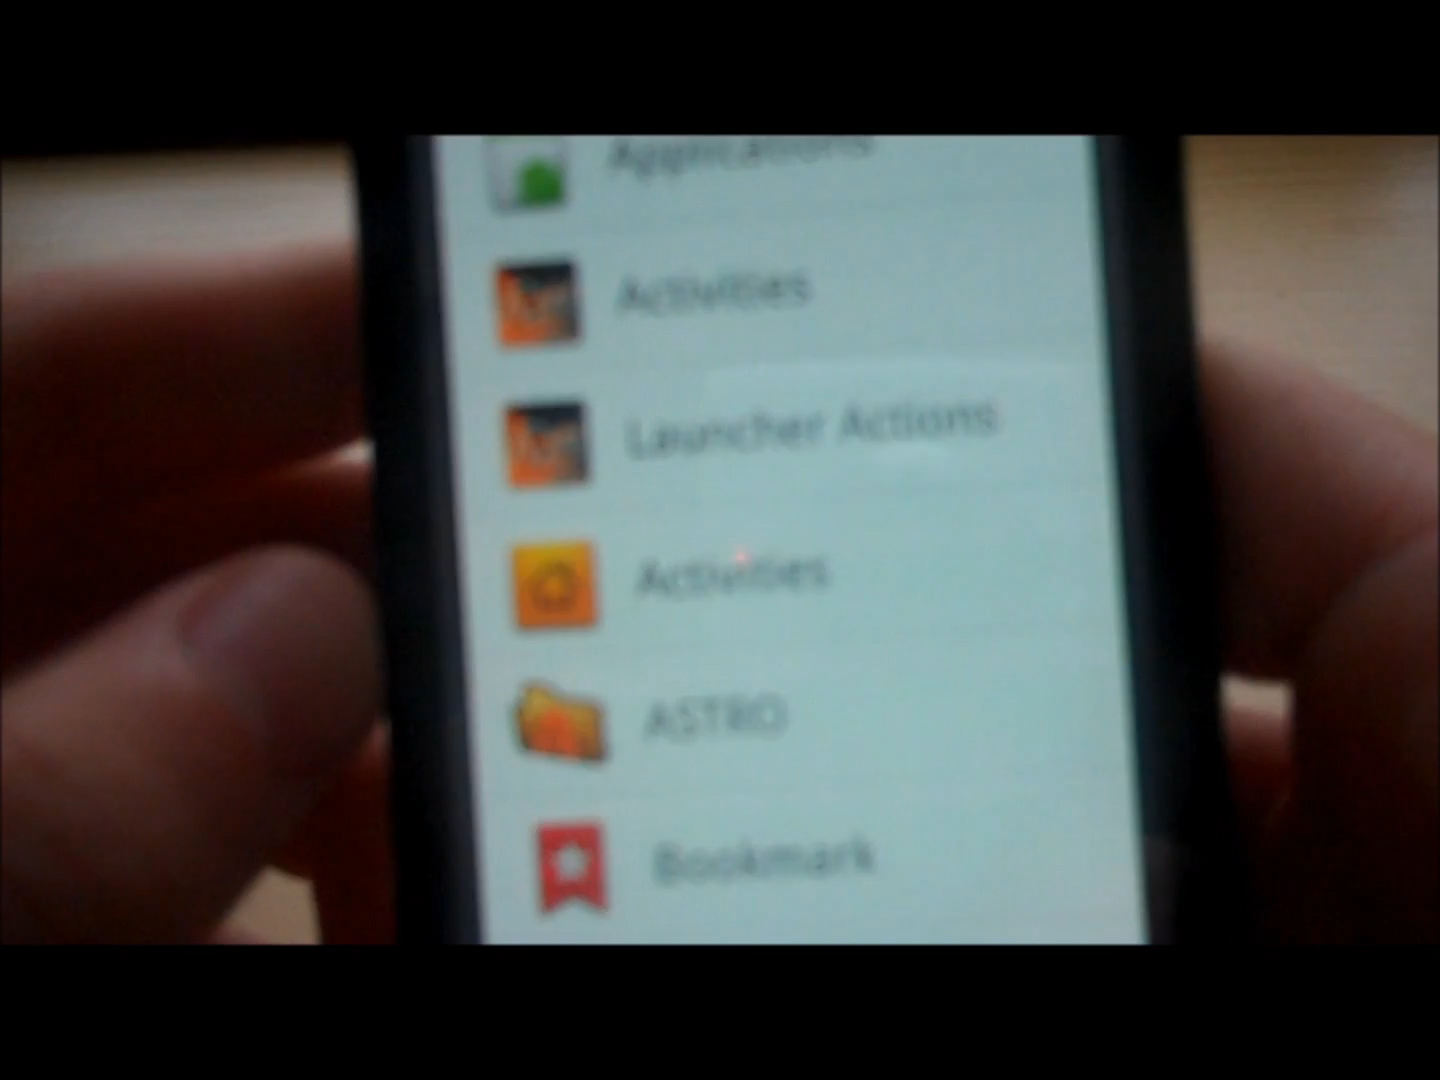 Applications
Activities
Launcher Actions
Activities
ASTRO
Bookmark